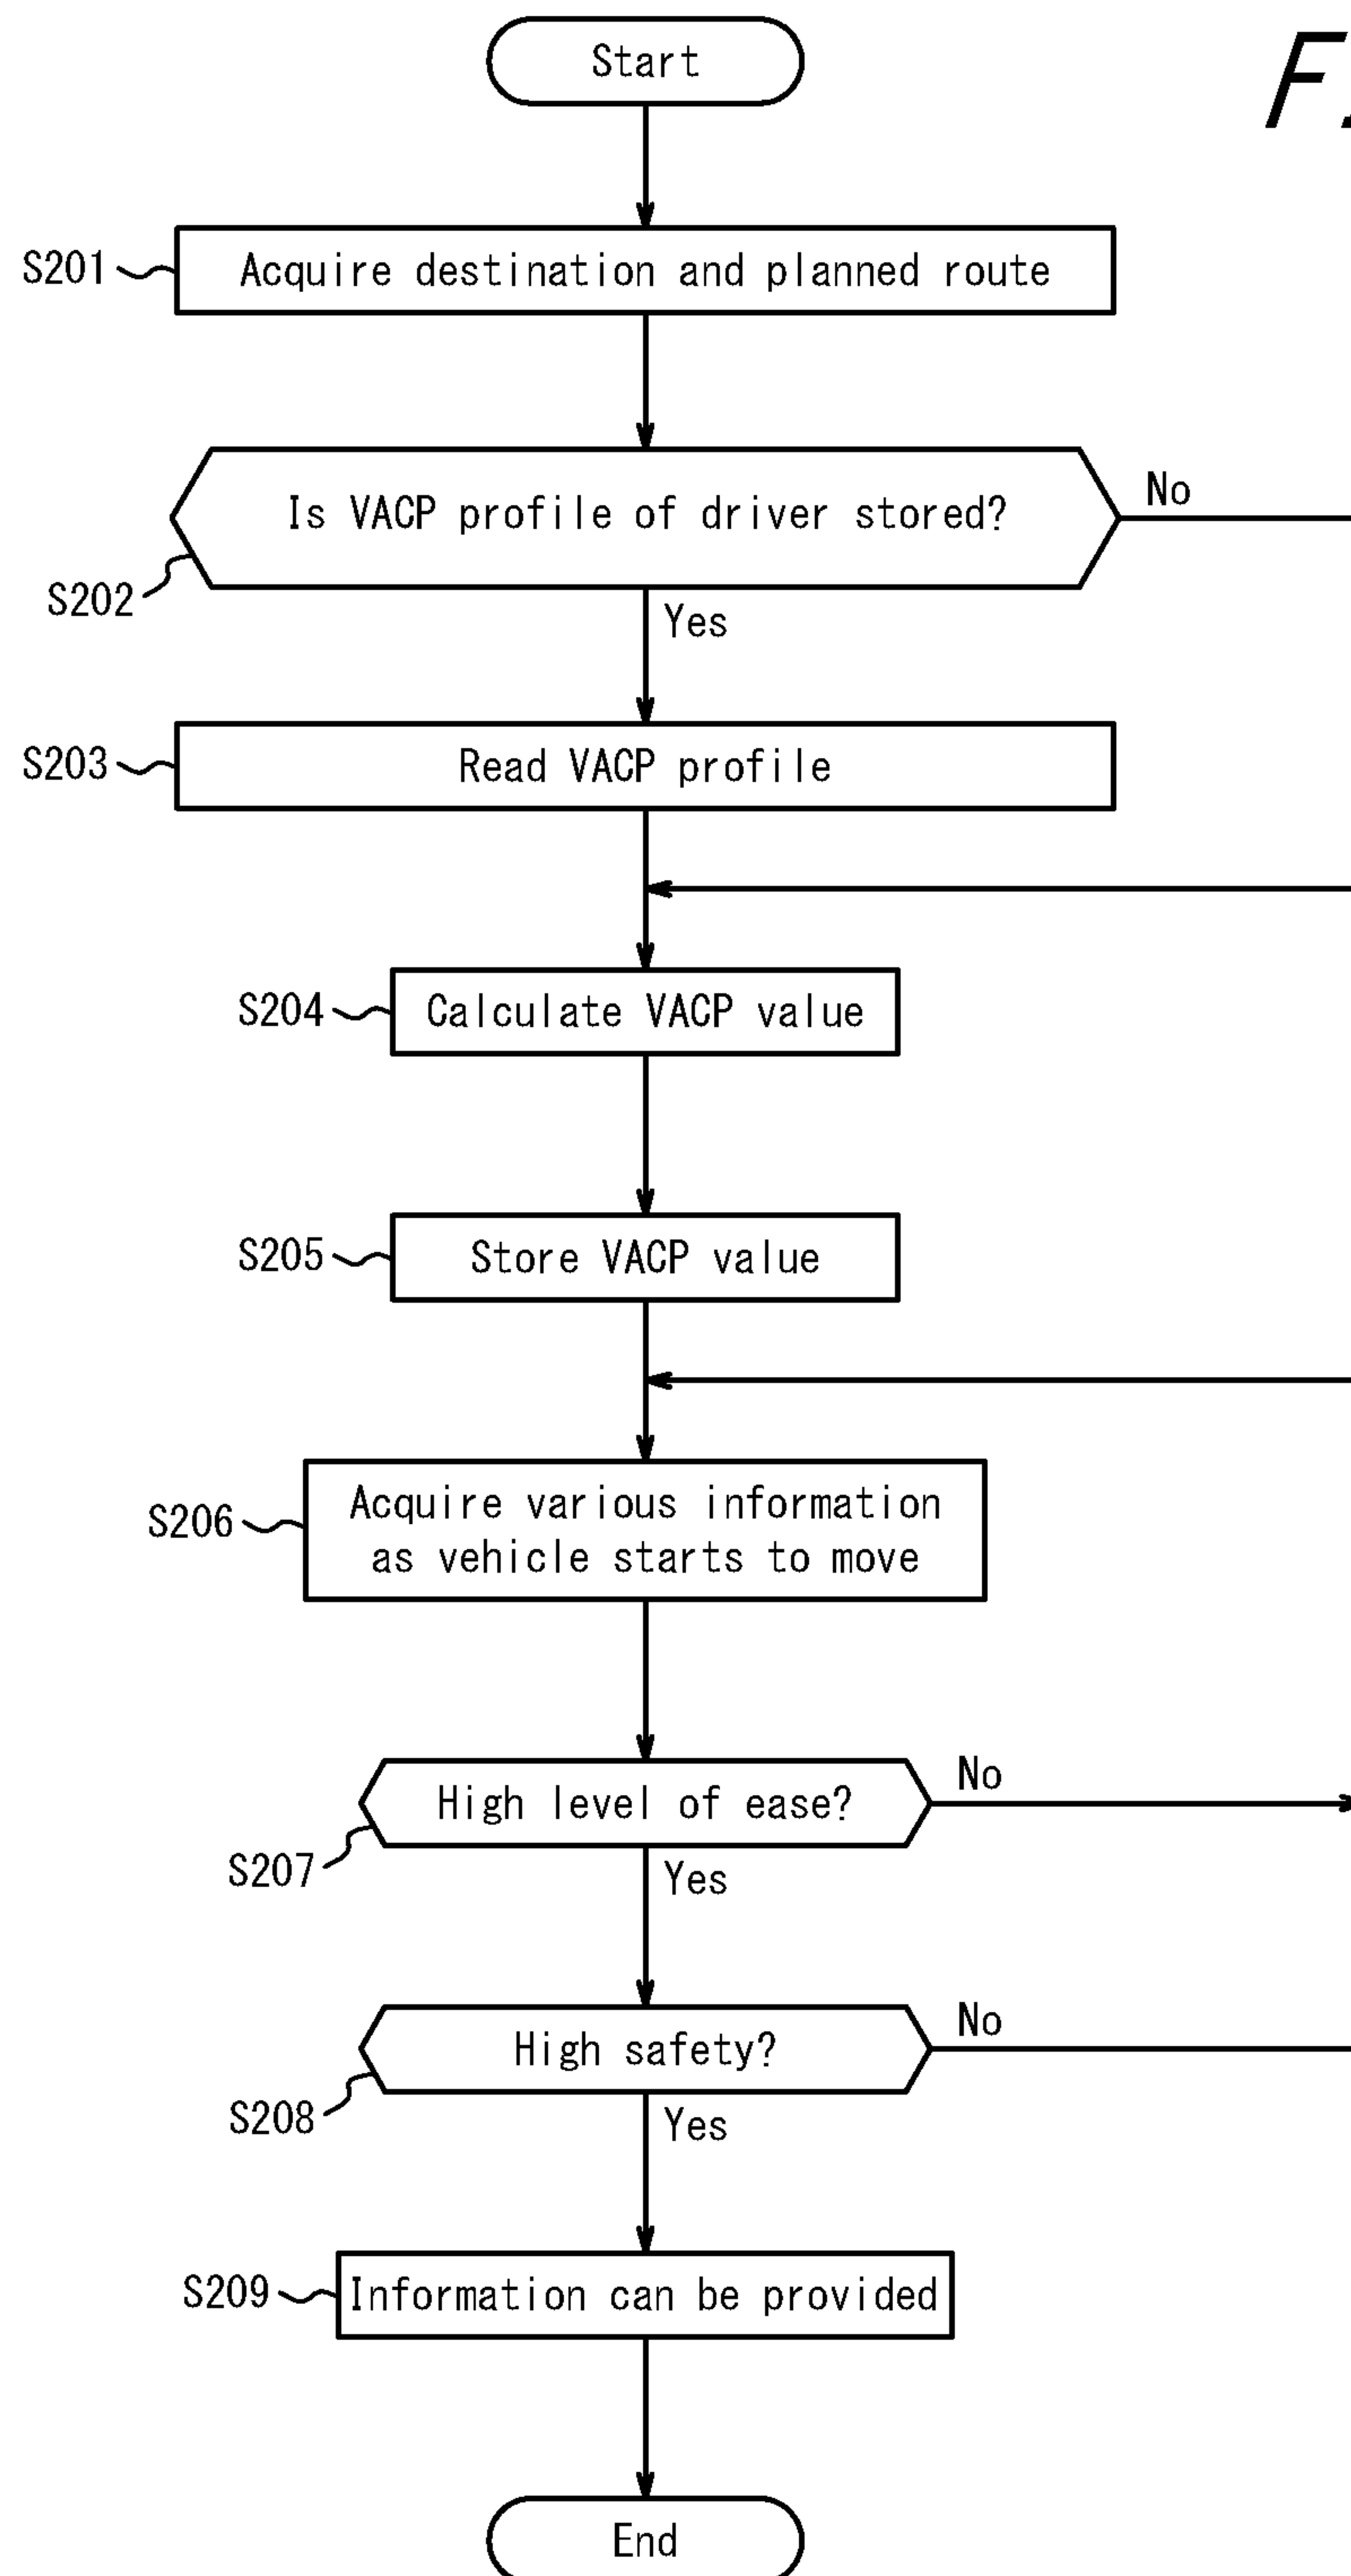 Start
F
S201
Acquire destination and planned route
Is VACP profile of driver stored?
No
S202
Yes
S203
Read VACP profile
S204
Calculate VACP value
S205
Store VACP value
S206
Acquire various information
as vehicle starts to move
High level of ease?
No
S207
Yes
High safety?
No
S208
Yes
S209
Information can be provided
End